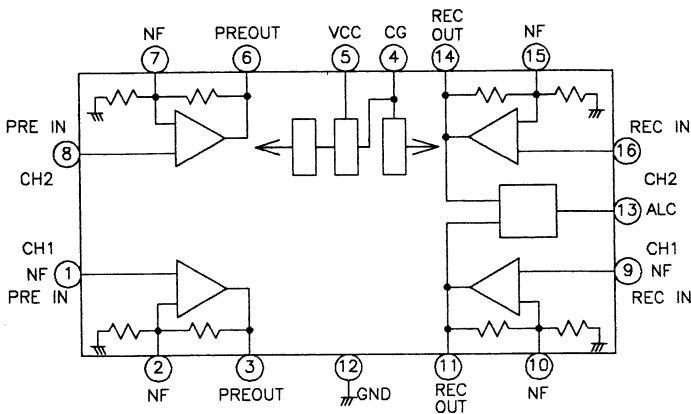 REC
OUT
NF PREOUT VCC CG NF
7 6 5 4 14 15
PRE IN REC IN
8 16
CH2 CH2
13 ALC
CH1 CH1
NF 1 9 NF
PRE IN REC IN
2 3 12 11 10
NF PREOUT GND REC
OUT NF